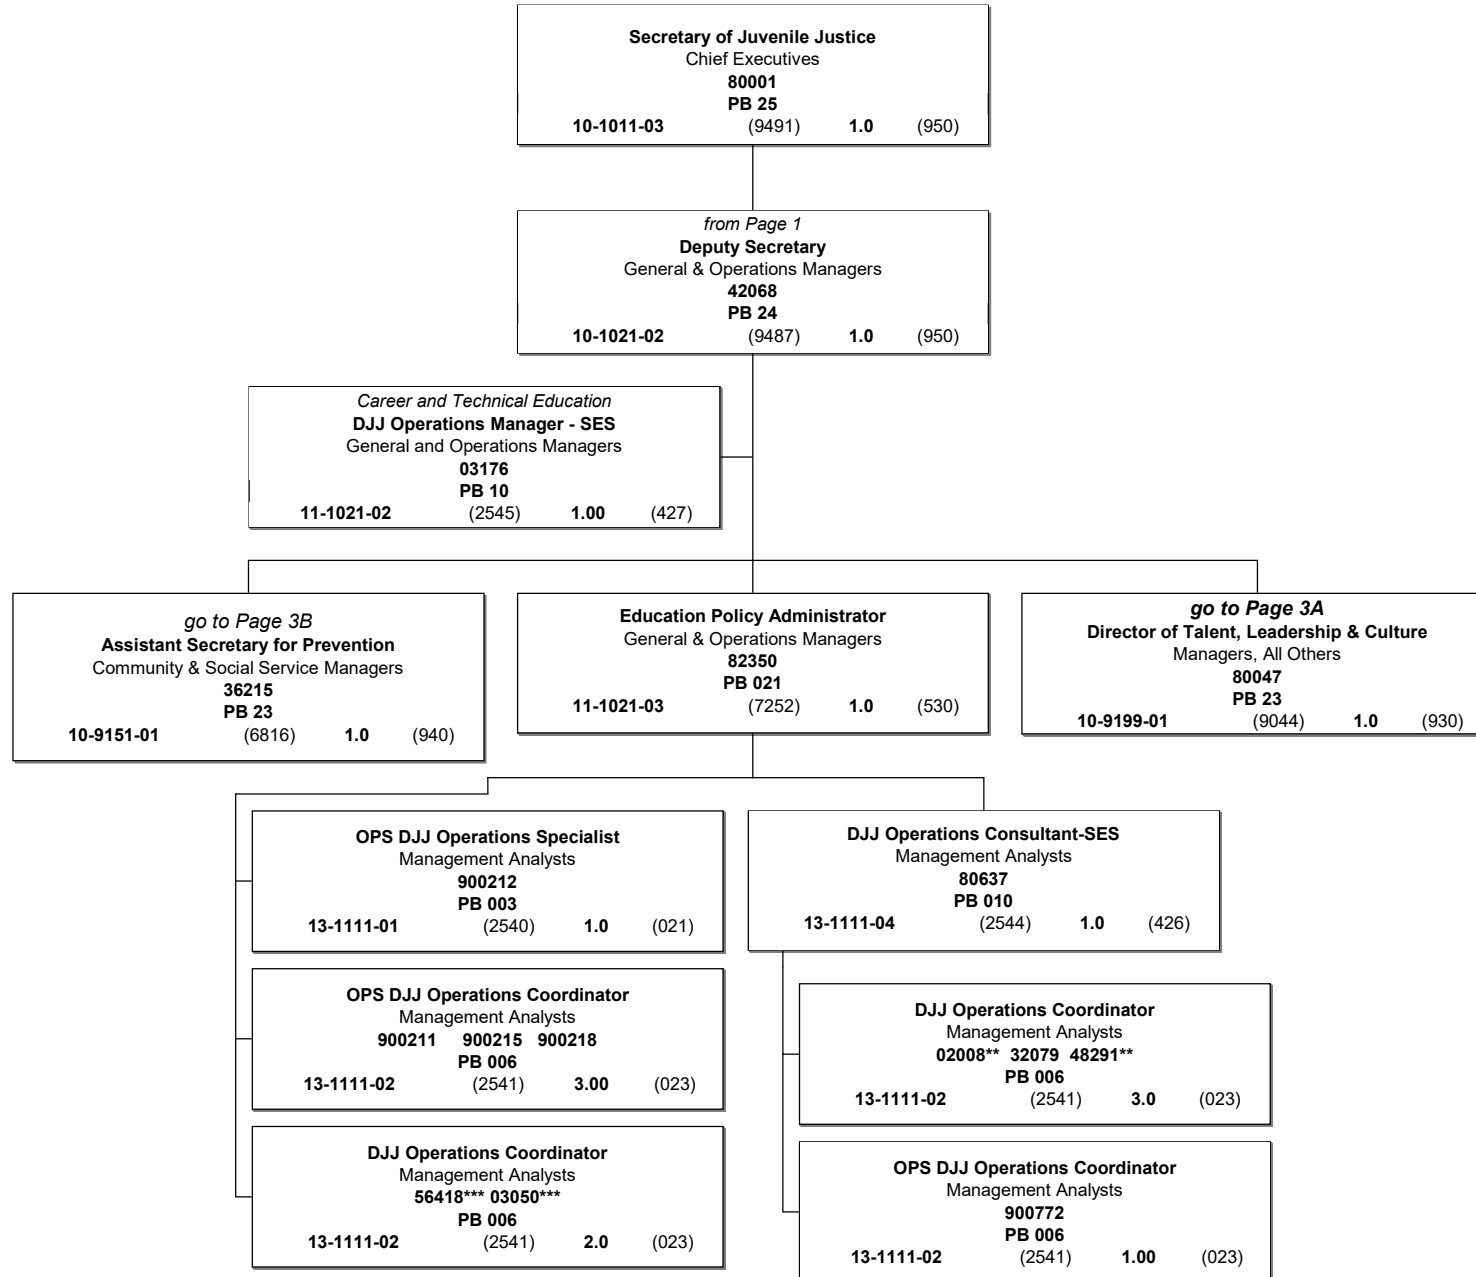 Secretary of Juvenile Justice
Chief Executives
80001
PB 25
10-1011-03 (9491) 1.0 (950)
from Page 1
Deputy Secretary
General & Operations Managers
42068
PB 24
10-1021-02 (9487) 1.0 (950)
Career and Technical Education
DJJ Operations Manager - SES
General and Operations Managers
03176
PB 10
11-1021-02 (2545) 1.00 (427)
go to Page 3B
Assistant Secretary for Prevention
Community & Social Service Managers
36215
PB 23
10-9151-01 (6816) 1.0 (940)
Education Policy Administrator
General & Operations Managers
82350
PB 021
11-1021-03 (7252) 1.0 (530)
go to Page 3A
Director of Talent, Leadership & Culture
Managers, All Others
80047
PB 23
10-9199-01 (9044) 1.0 (930)
OPS DJJ Operations Specialist
Management Analysts
900212
PB 003
13-1111-01 (2540) 1.0 (021)
OPS DJJ Operations Coordinator
Management Analysts
900211 900215 900218
PB 006
13-1111-02 (2541) 3.00 (023)
DJJ Operations Coordinator
Management Analysts
56418*** 03050***
PB 006
13-1111-02 (2541) 2.0 (023)
DJJ Operations Consultant-SES
Management Analysts
80637
PB 010
13-1111-04 (2544) 1.0 (426)
DJJ Operations Coordinator
Management Analysts
02008** 32079 48291**
PB 006
13-1111-02 (2541) 3.0 (023)
OPS DJJ Operations Coordinator
Management Analysts
900772
PB 006
13-1111-02 (2541) 1.00 (023)